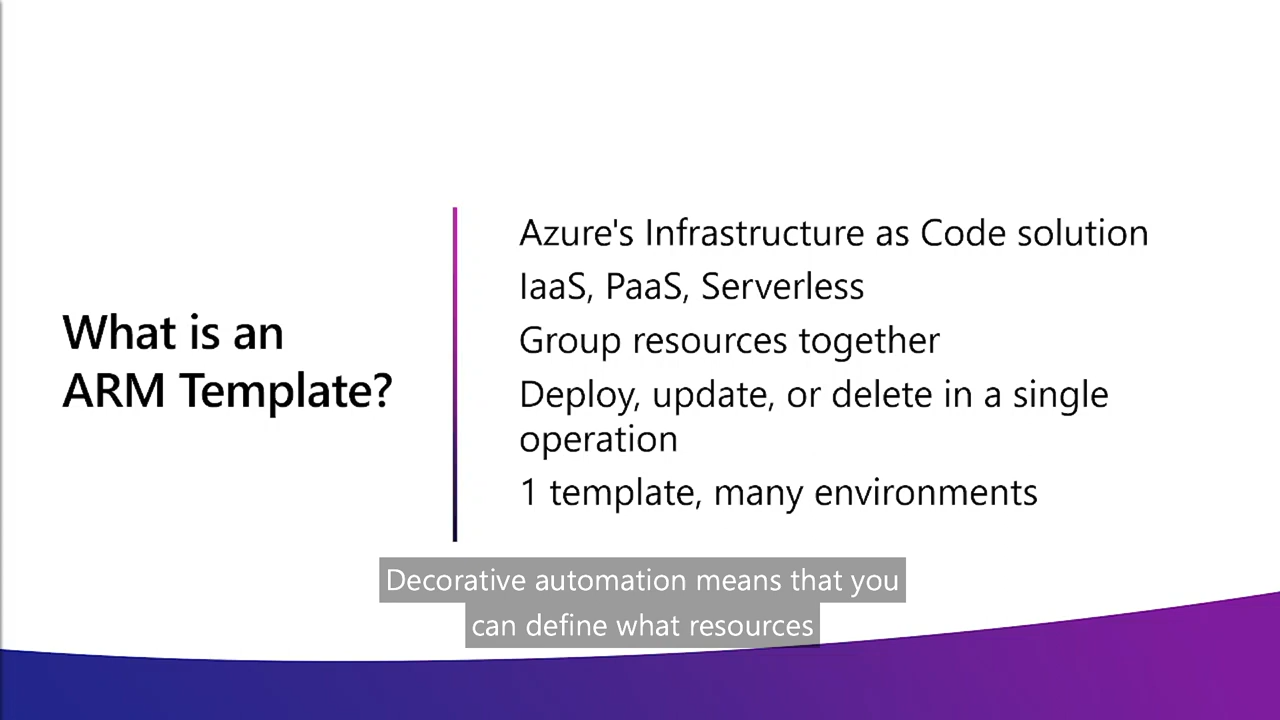 What is an
ARM Template?
Azure's Infrastructure as Code solution
IaaS, PaaS, Serverless
Group resources together
Deploy, update, or delete in a single
operation
1 template, many environments
Decorative automation means that you
can define what resources